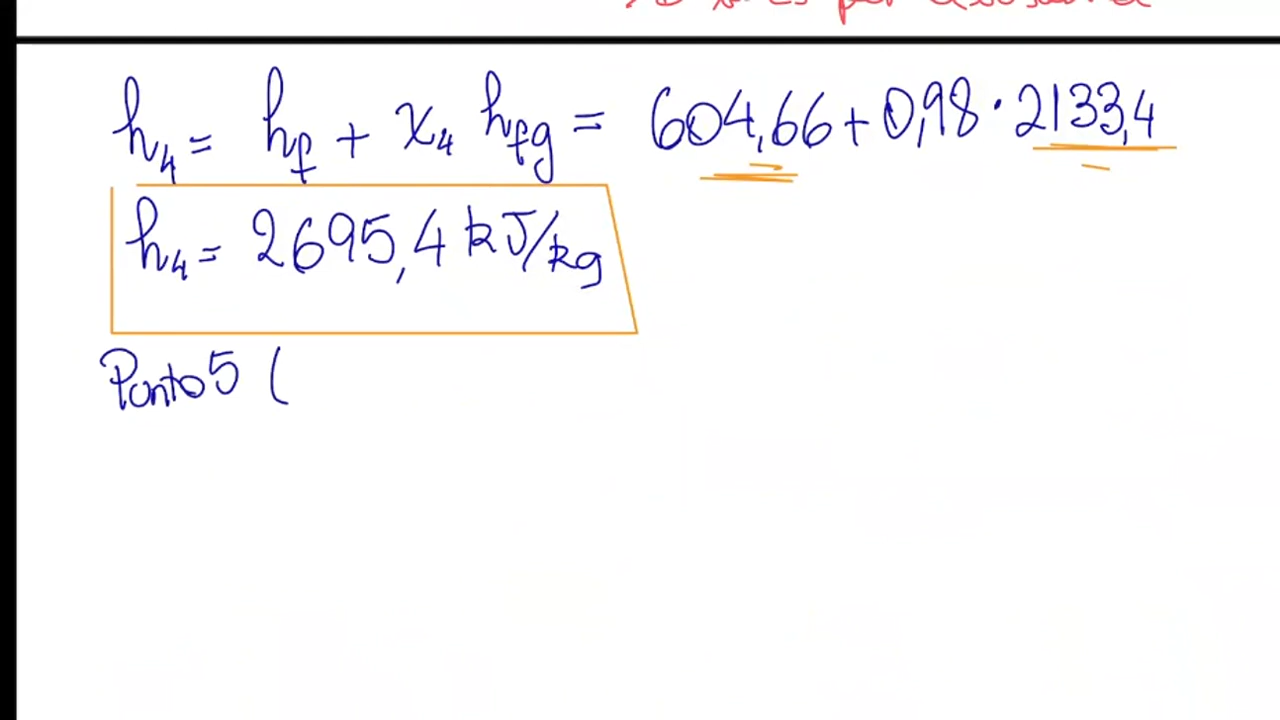 h4 = hf + x4 hfg = 604,66 + 0,98 · 2133,4
h4 = 2695,4 kJ/kg
Ponto 5 (